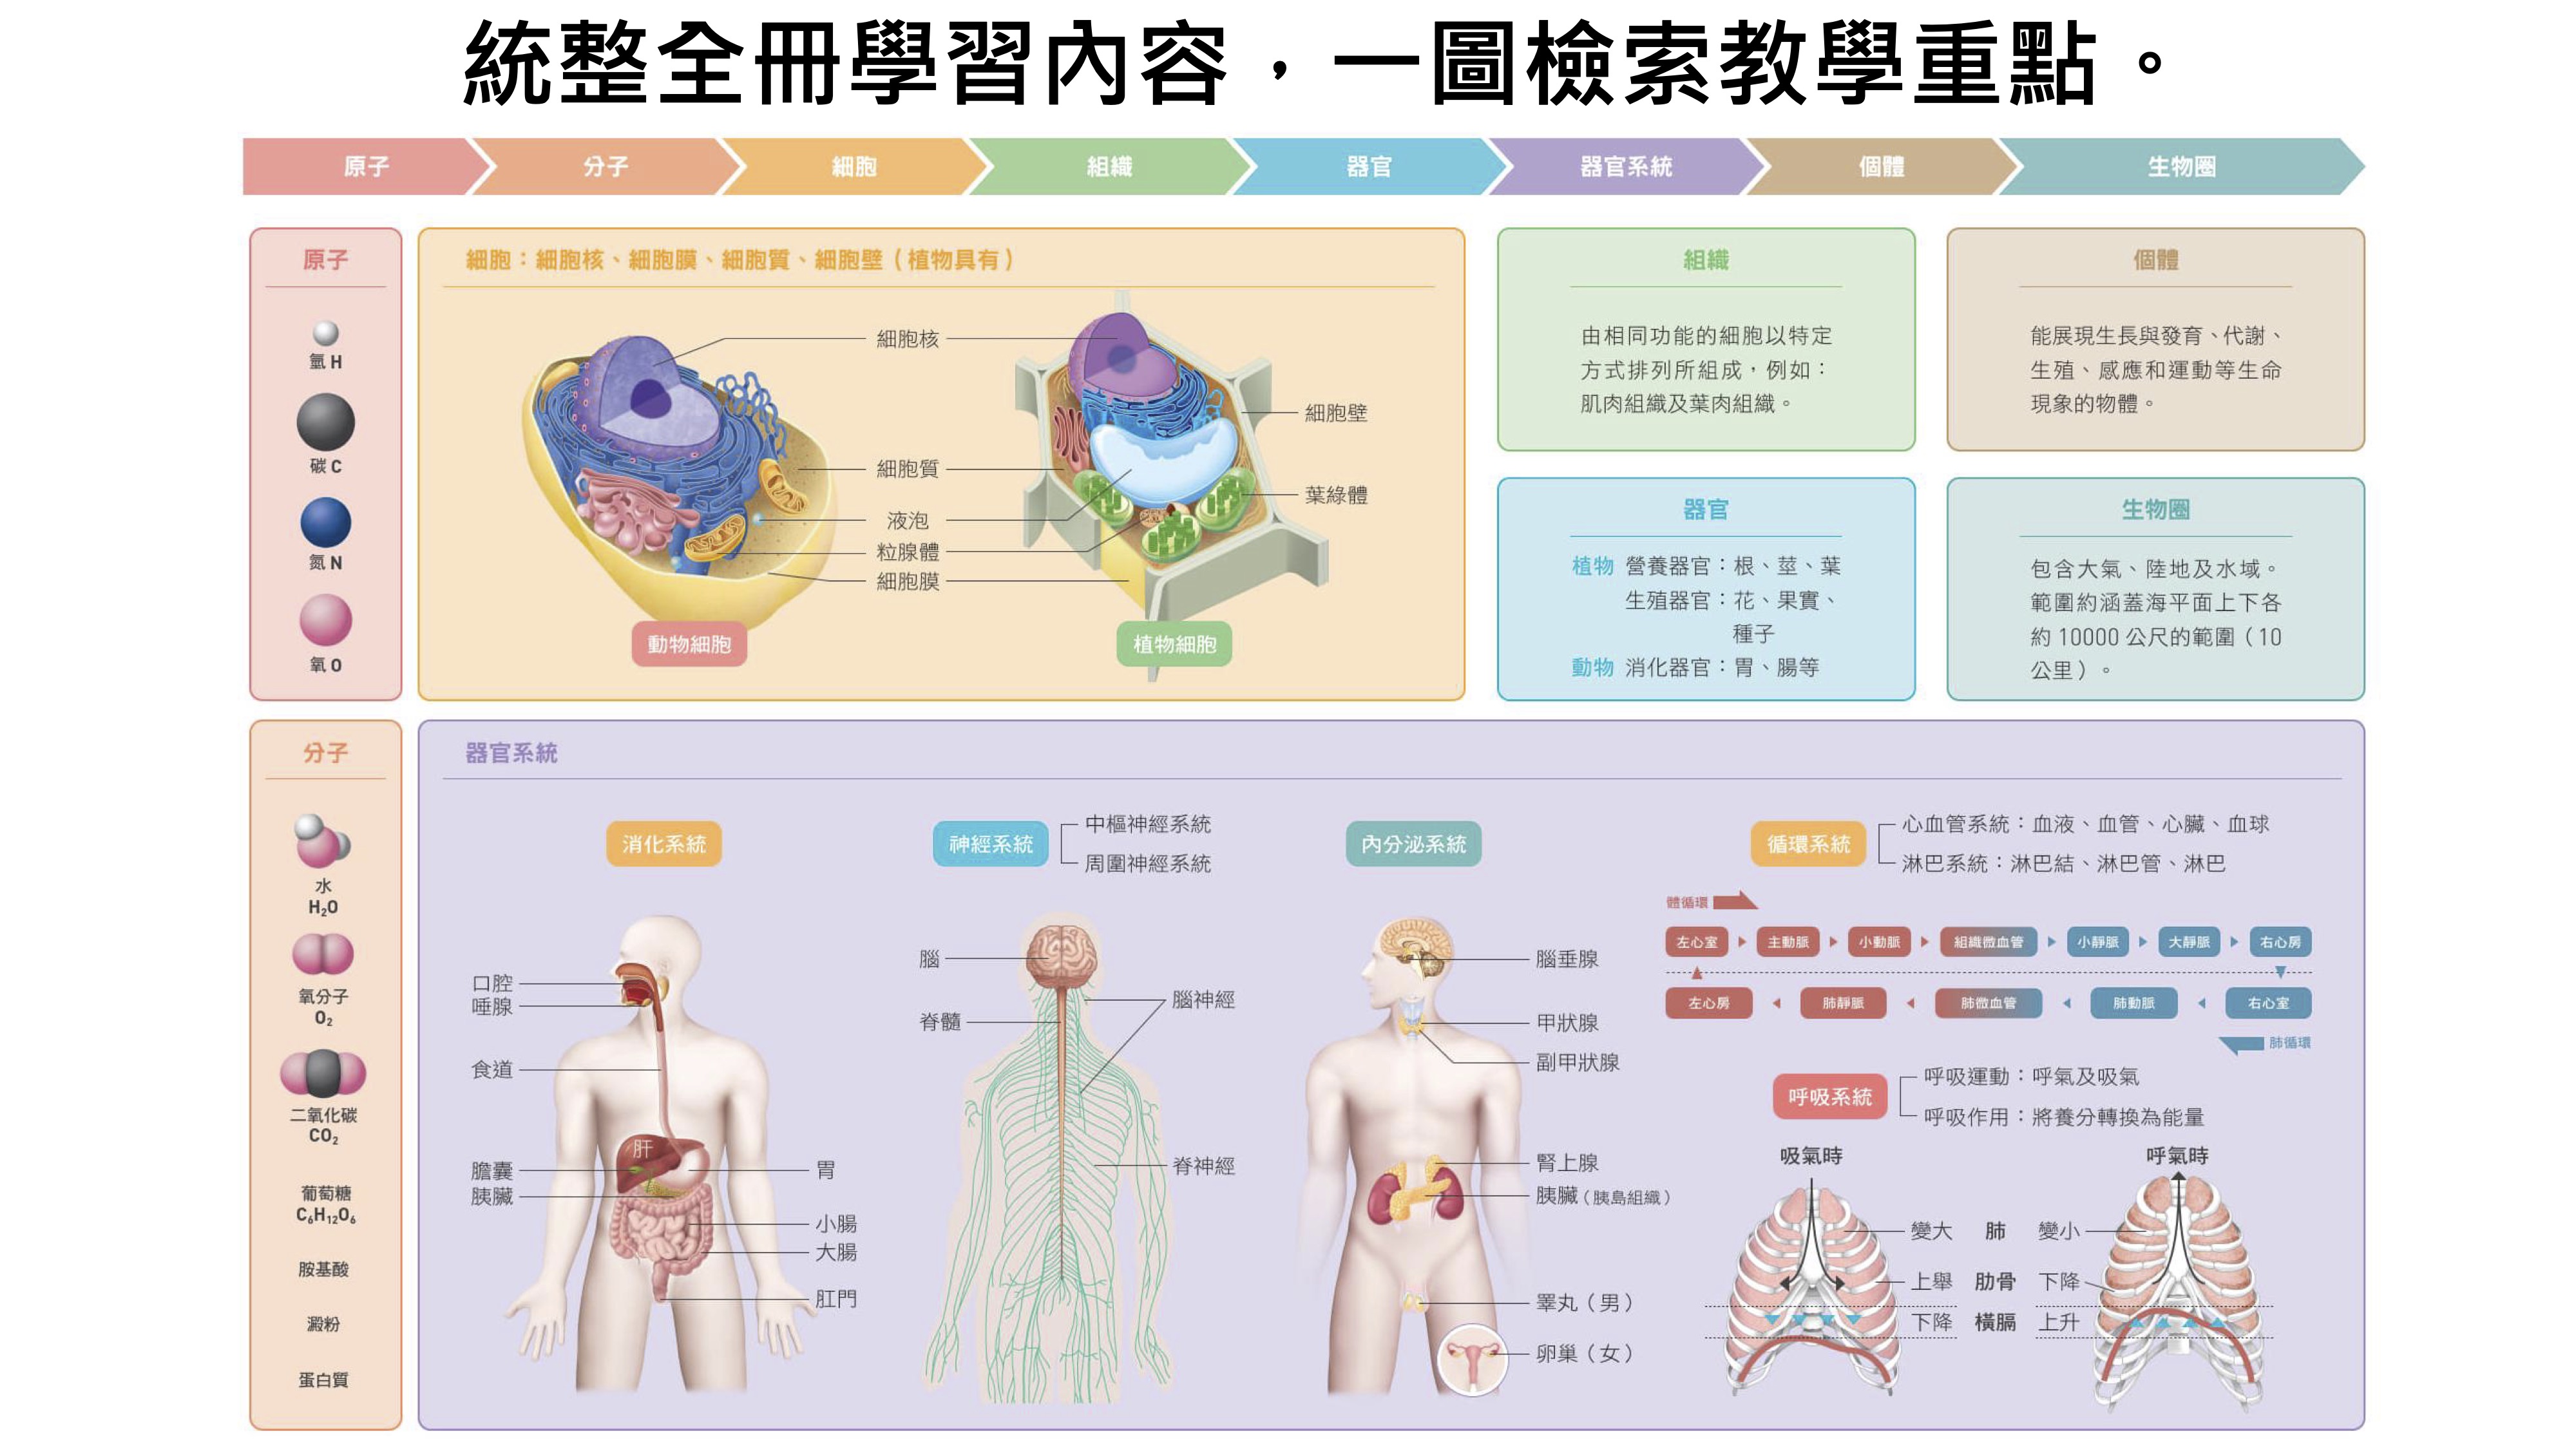 統整全冊學習內容，一圖檢索教學重點。
原子
分子
細胞
組織
器官
器官系統
個體
生物圈
原子
氫 H
碳 C
氮 N
氧 O
細胞：細胞核、細胞膜、細胞質、細胞壁（植物具有）
細胞核
細胞壁
細胞質
葉綠體
液泡
粒腺體
細胞膜
動物細胞
植物細胞
組織
由相同功能的細胞以特定
方式排列所組成，例如：
肌肉組織及葉肉組織。
個體
能展現生長與發育、代謝、
生殖、感應和運動等生命
現象的物體。
器官
植物 營養器官：根、莖、葉
生殖器官：花、果實、
種子
動物 消化器官：胃、腸等
生物圈
包含大氣、陸地及水域。
範圍約涵蓋海平面上下各
約 10000 公尺的範圍（10
公里）。
分子
水
H₂O
氧分子
O₂
二氧化碳
CO₂
葡萄糖
C₆H₁₂O₆
胺基酸
澱粉
蛋白質
器官系統
消化系統
口腔
唾腺
食道
肝
膽囊
胰臟
胃
小腸
大腸
肛門
神經系統
中樞神經系統
周圍神經系統
腦
脊髓
腦神經
脊神經
內分泌系統
腦垂腺
甲狀腺
副甲狀腺
腎上腺
胰臟（胰島組織）
睪丸（男）
卵巢（女）
循環系統
心血管系統：血液、血管、心臟、血球
淋巴系統：淋巴結、淋巴管、淋巴
體循環
左心室 主動脈 小動脈 組織微血管 小靜脈 大靜脈 右心房
左心房 肺靜脈 肺微血管 肺動脈 右心室
肺循環
呼吸系統
呼吸運動：呼氣及吸氣
呼吸作用：將養分轉換為能量
吸氣時
呼氣時
變大 肺 變小
上舉 肋骨 下降
下降 橫膈 上升